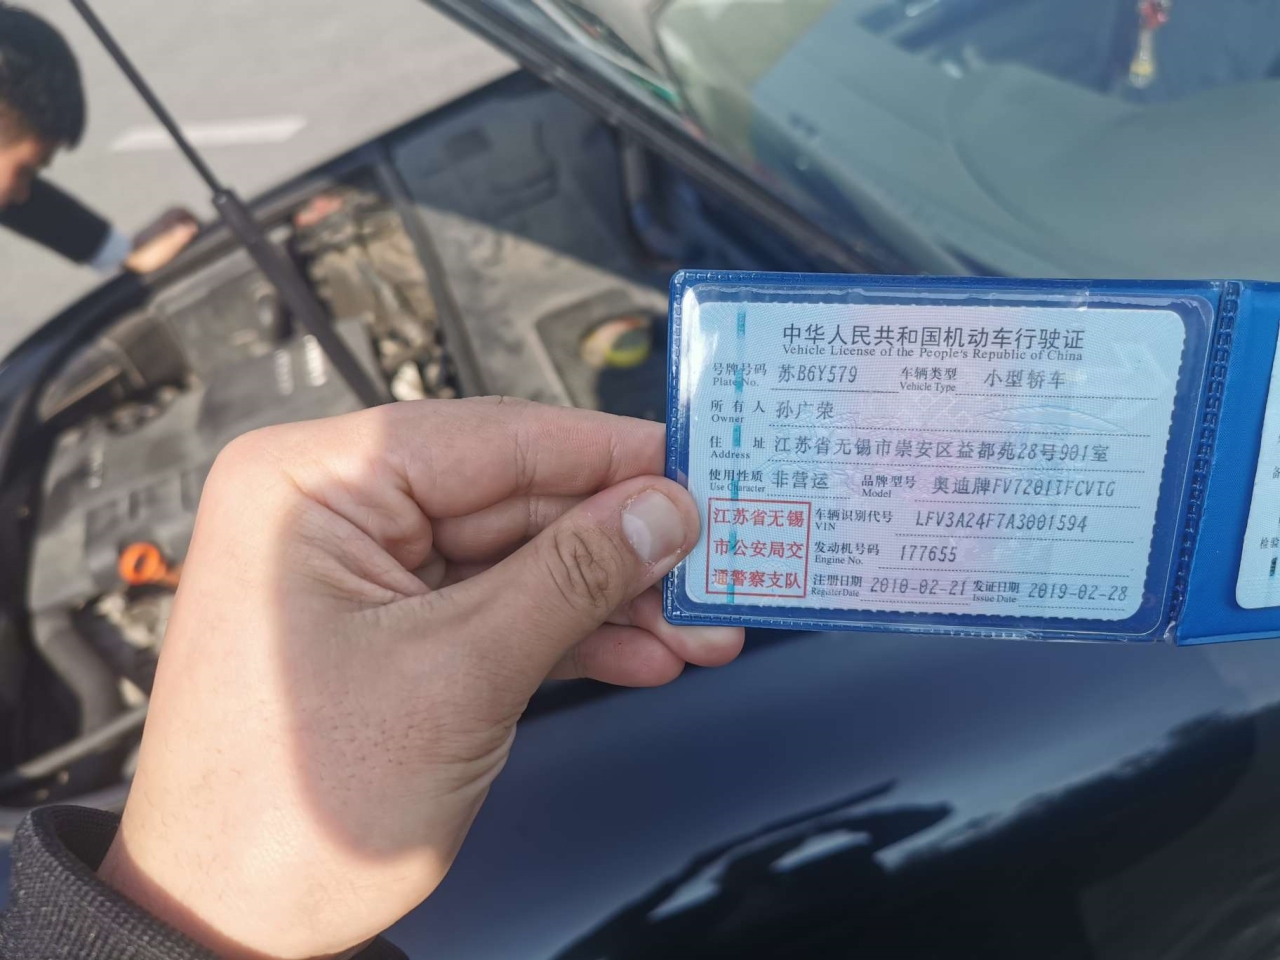 中华人民共和国机动车行驶证
Vehicle License of the People's Republic of China
号牌号码 苏B6Y579 车辆类型 小型轿车
Plate No. Vehicle Type
所有人 孙广荣
Owner
住址 江苏省无锡市崇安区益都苑28号901室
Address
使用性质 非营运 品牌型号 奥迪牌FV7201TFCVTG
Use Character Model
江苏省无锡
市公安局交
通警察支队
车辆识别代号 LFV3A24F7A3001594
VIN
发动机号码 177655
Engine No.
注册日期 2010-02-21 发证日期 2019-02-28
Register Date Issue Date
检验